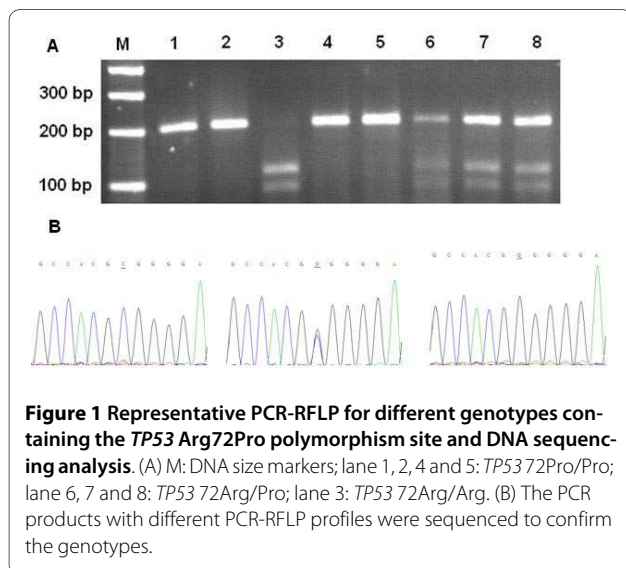 A M 1 2 3 4 5 6 7 8
300 bp
200 bp
100 bp
B
G C C A C G C G G G G A
G C C A C G N G G G G A
G C C A C G G G G G G A
Figure 1 Representative PCR-RFLP for different genotypes con-
taining the TP53 Arg72Pro polymorphism site and DNA sequenc-
ing analysis. (A) M: DNA size markers; lane 1, 2, 4 and 5: TP53 72Pro/Pro;
lane 6, 7 and 8: TP53 72Arg/Pro; lane 3: TP53 72Arg/Arg. (B) The PCR
products with different PCR-RFLP profiles were sequenced to confirm
the genotypes.